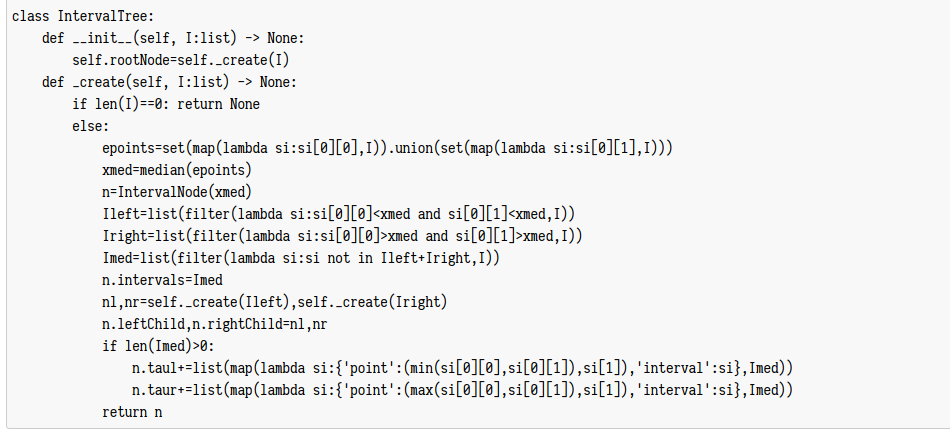 class IntervalTree:
    def __init__(self, I:list) -> None:
        self.rootNode=self._create(I)
    def _create(self, I:list) -> None:
        if len(I)==0: return None
        else:
            epoints=set(map(lambda si:si[0][0],I)).union(set(map(lambda si:si[0][1],I)))
            xmed=median(epoints)
            n=IntervalNode(xmed)
            Ileft=list(filter(lambda si:si[0][0]<xmed and si[0][1]<xmed,I))
            Iright=list(filter(lambda si:si[0][0]>xmed and si[0][1]>xmed,I))
            Imed=list(filter(lambda si:si not in Ileft+Iright,I))
            n.intervals=Imed
            nl,nr=self._create(Ileft),self._create(Iright)
            n.leftChild,n.rightChild=nl,nr
            if len(Imed)>0:
                n.taul+=list(map(lambda si:{'point':(min(si[0][0],si[0][1]),si[1]),'interval':si},Imed))
                n.taur+=list(map(lambda si:{'point':(max(si[0][0],si[0][1]),si[1]),'interval':si},Imed))
            return n